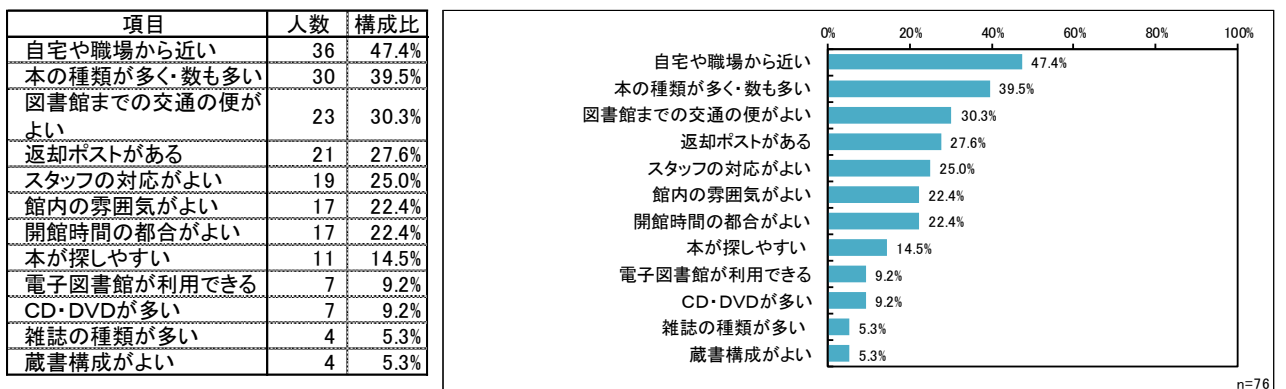 項目 人数 構成比
自宅や職場から近い 36 47.4%
本の種類が多く・数も多い 30 39.5%
図書館までの交通の便が
よい 23 30.3%
返却ポストがある 21 27.6%
スタッフの対応がよい 19 25.0%
館内の雰囲気がよい 17 22.4%
開館時間の都合がよい 17 22.4%
本が探しやすい 11 14.5%
電子図書館が利用できる 7 9.2%
CD・DVDが多い 7 9.2%
雑誌の種類が多い 4 5.3%
蔵書構成がよい 4 5.3%
0% 20% 40% 60% 80% 100%
自宅や職場から近い 47.4%
本の種類が多く・数も多い 39.5%
図書館までの交通の便がよい 30.3%
返却ポストがある 27.6%
スタッフの対応がよい 25.0%
館内の雰囲気がよい 22.4%
開館時間の都合がよい 22.4%
本が探しやすい 14.5%
電子図書館が利用できる 9.2%
CD・DVDが多い 9.2%
雑誌の種類が多い 5.3%
蔵書構成がよい 5.3%
n=76